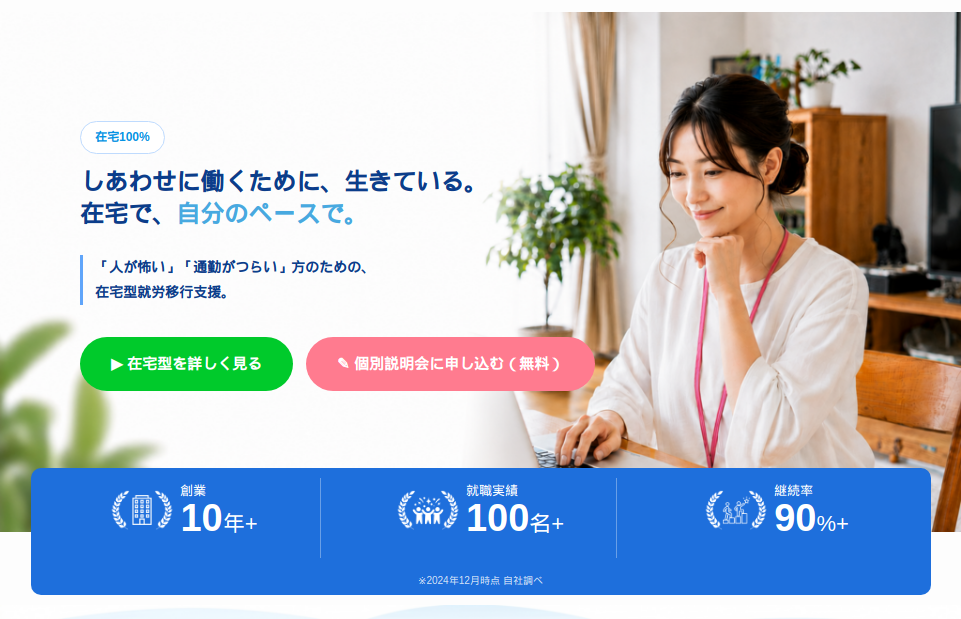 在宅100%
しあわせに働くために、生きている。
在宅で、自分のペースで。
「人が怖い」「通勤がつらい」方のための、
在宅型就労移行支援。
▶ 在宅型を詳しく見る
✎ 個別説明会に申し込む（無料）
創業
10年+
就職実績
100名+
継続率
90%+
※2024年12月時点 自社調べ